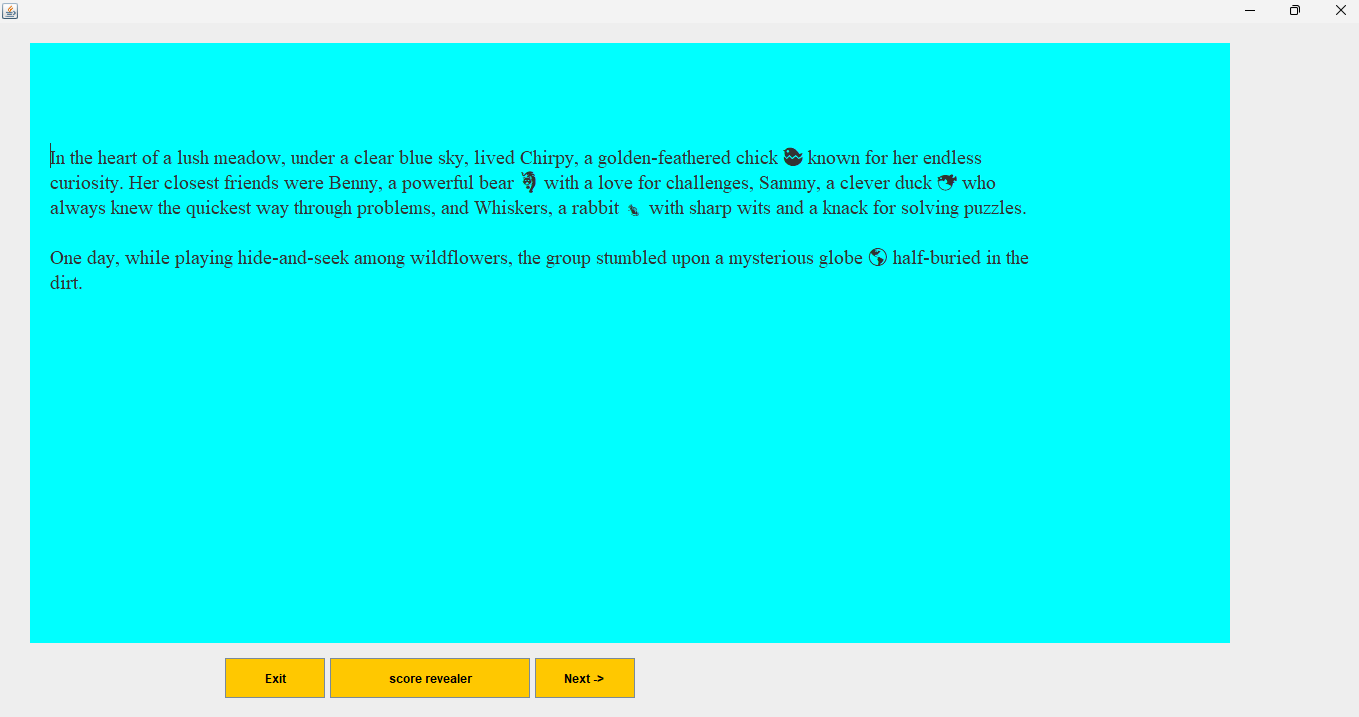 In the heart of a lush meadow, under a clear blue sky, lived Chirpy, a golden-feathered chick known for her endless
curiosity. Her closest friends were Benny, a powerful bear with a love for challenges, Sammy, a clever duck who
always knew the quickest way through problems, and Whiskers, a rabbit with sharp wits and a knack for solving puzzles.
One day, while playing hide-and-seek among wildflowers, the group stumbled upon a mysterious globe 🌎 half-buried in the
dirt.
Exit
score revealer
Next ->